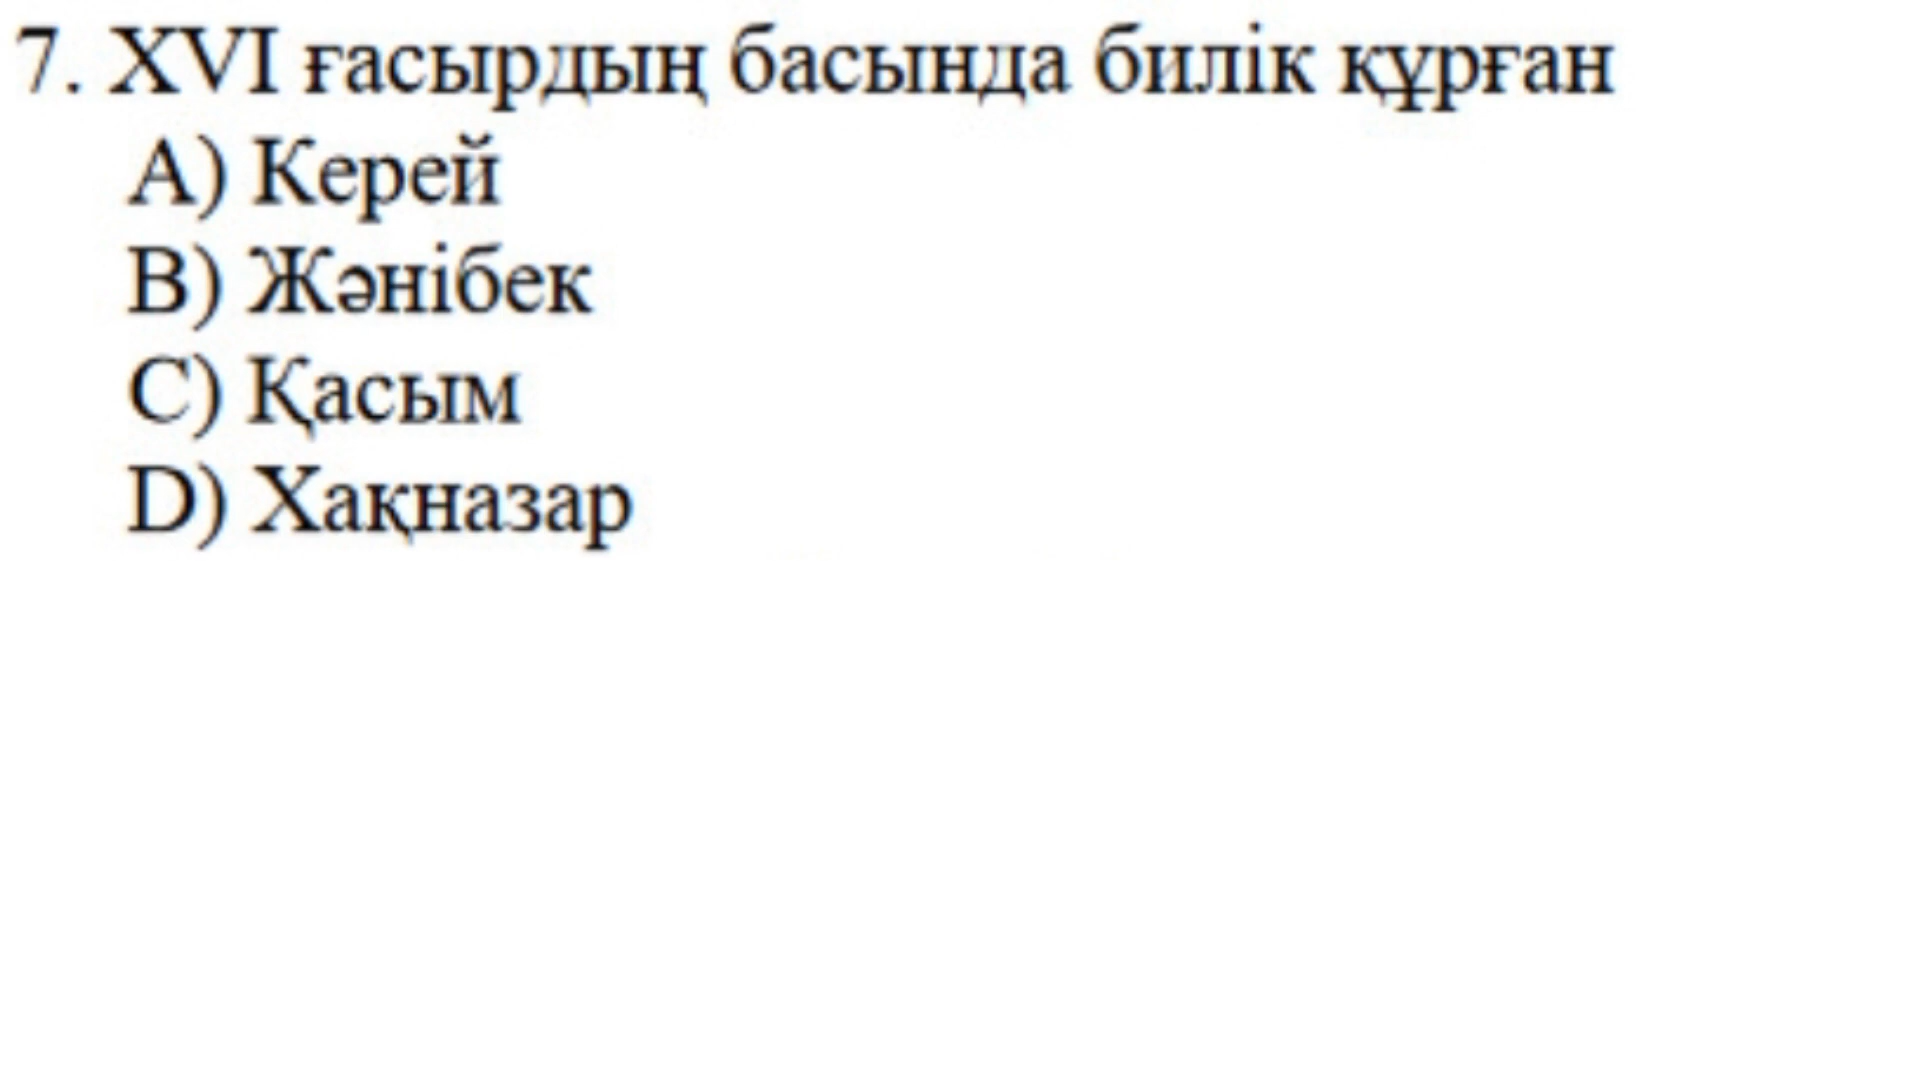 7. XVI ғасырдың басында билік құрған
A) Керей
B) Жәнібек
C) Қасым
D) Хақназар